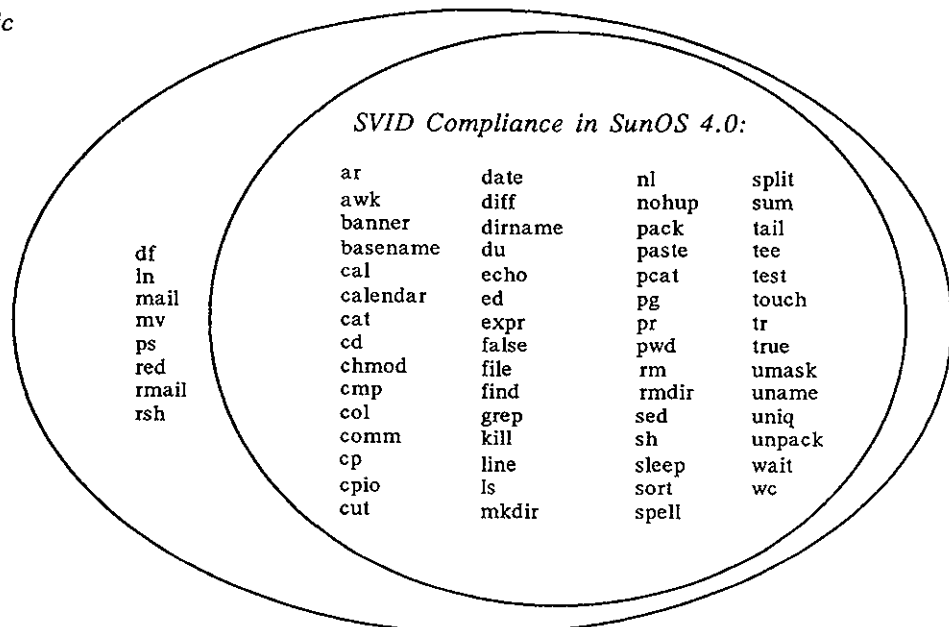 SVID Compliance in SunOS 4.0:
df
ln
mail
mv
ps
red
rmail
rsh
ar
awk
banner
basename
cal
calendar
cat
cd
chmod
cmp
col
comm
cp
cpio
cut
date
diff
dirname
du
echo
ed
expr
false
file
find
grep
kill
line
ls
mkdir
nl
nohup
pack
paste
pcat
pg
pr
pwd
rm
rmdir
sed
sh
sleep
sort
spell
split
sum
tail
tee
test
touch
tr
true
umask
uname
uniq
unpack
wait
wc